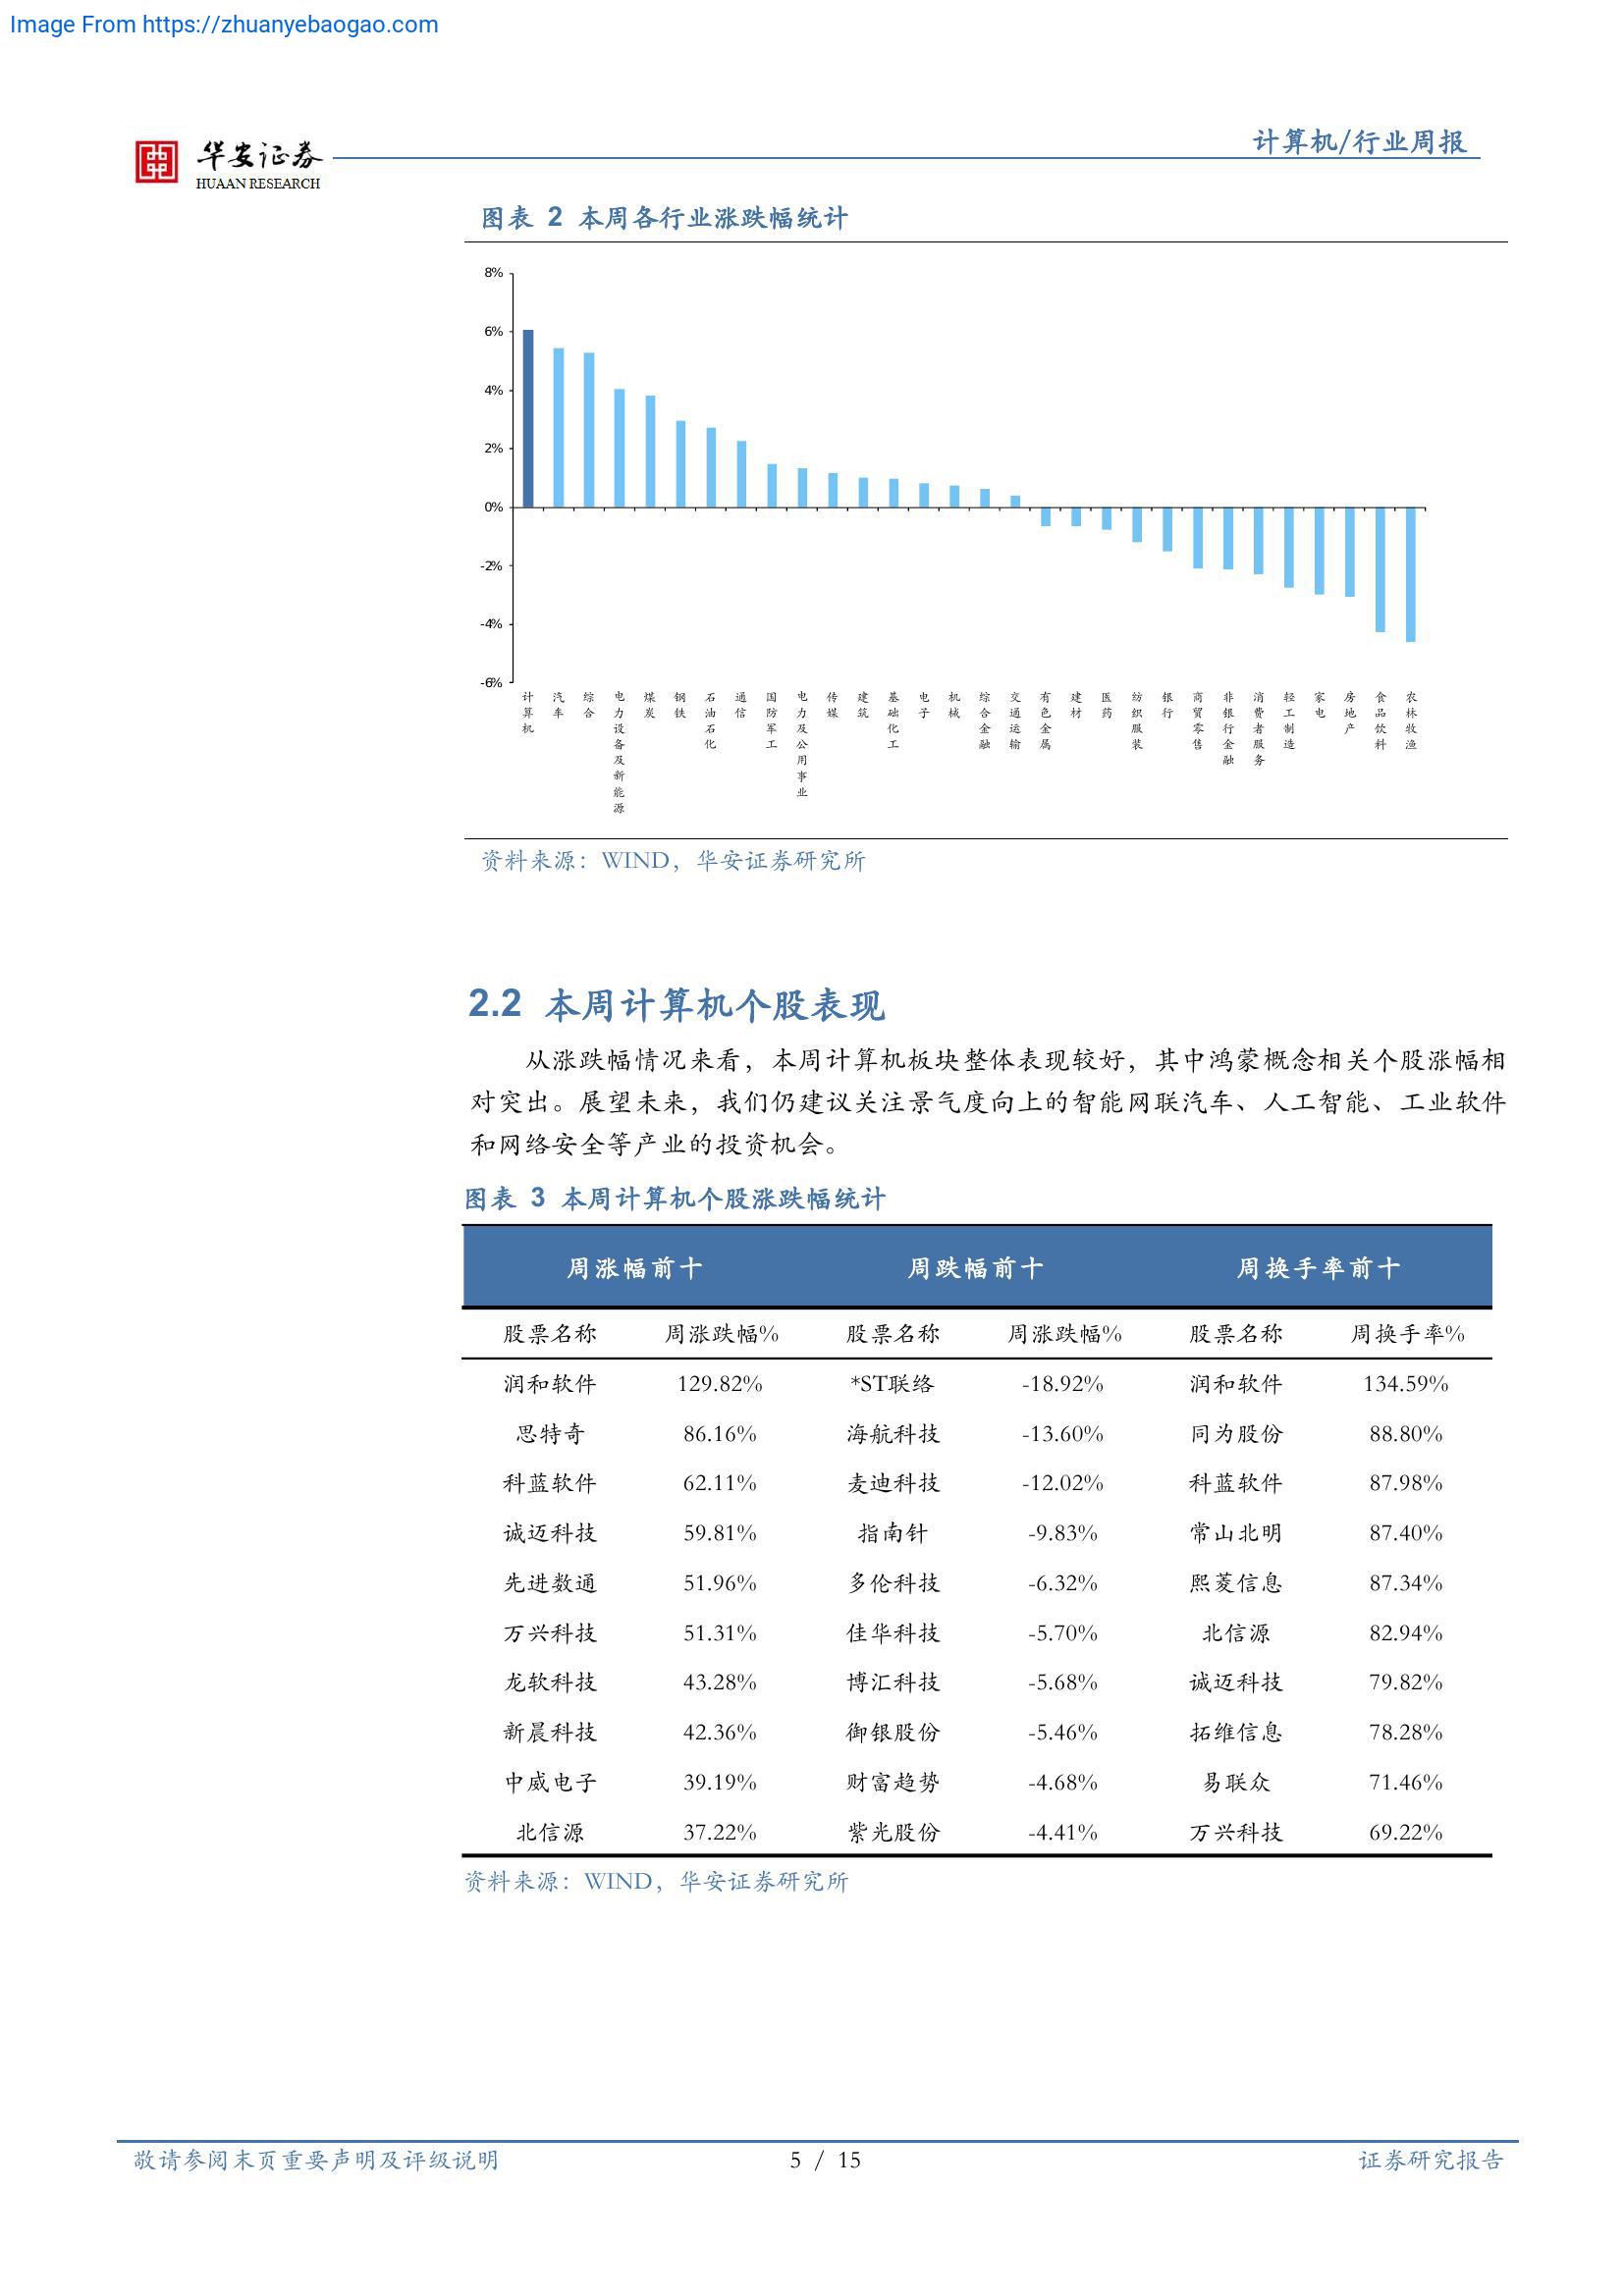 Image From https://zhuanyebaogao.com
华安证券
HUAAN RESEARCH
计算机/行业周报
图表 2 本周各行业涨跌幅统计
8%
6%
4%
2%
0%
-2%
-4%
-6%
计算机
汽车
综合
电力设备及新能源
煤炭
钢铁
石油石化
通信
国防军工
电力及公用事业
传媒
建筑
基础化工
电子
机械
综合金融
交通运输
有色金属
建材
医药
纺织服装
银行
商贸零售
非银行金融
消费者服务
轻工制造
家电
房地产
食品饮料
农林牧渔
资料来源：WIND，华安证券研究所
2.2 本周计算机个股表现
从涨跌幅情况来看，本周计算机板块整体表现较好，其中鸿蒙概念相关个股涨幅相
对突出。展望未来，我们仍建议关注景气度向上的智能网联汽车、人工智能、工业软件
和网络安全等产业的投资机会。
图表 3 本周计算机个股涨跌幅统计
周涨幅前十 周跌幅前十 周换手率前十
股票名称 周涨跌幅% 股票名称 周涨跌幅% 股票名称 周换手率%
润和软件 129.82% *ST联络 -18.92% 润和软件 134.59%
思特奇 86.16% 海航科技 -13.60% 同为股份 88.80%
科蓝软件 62.11% 麦迪科技 -12.02% 科蓝软件 87.98%
诚迈科技 59.81% 指南针 -9.83% 常山北明 87.40%
先进数通 51.96% 多伦科技 -6.32% 熙菱信息 87.34%
万兴科技 51.31% 佳华科技 -5.70% 北信源 82.94%
龙软科技 43.28% 博汇科技 -5.68% 诚迈科技 79.82%
新晨科技 42.36% 御银股份 -5.46% 拓维信息 78.28%
中威电子 39.19% 财富趋势 -4.68% 易联众 71.46%
北信源 37.22% 紫光股份 -4.41% 万兴科技 69.22%
资料来源：WIND，华安证券研究所
敬请参阅末页重要声明及评级说明 5 / 15 证券研究报告